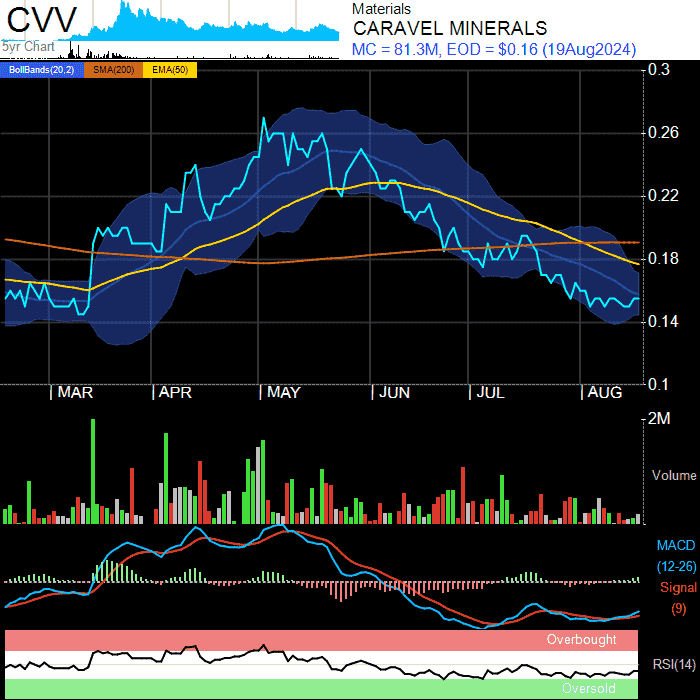 CVV
5yr Chart
Materials
CARAVEL MINERALS
MC = 81.3M, EOD = $0.16 (19Aug2024)
BollBands(20,2) SMA(200) EMA(50)
0.3
0.26
0.22
0.18
0.14
0.1
MAR APR MAY JUN JUL AUG
2M
Volume
MACD
(12-26)
Signal
(9)
Overbought
RSI(14)
Oversold